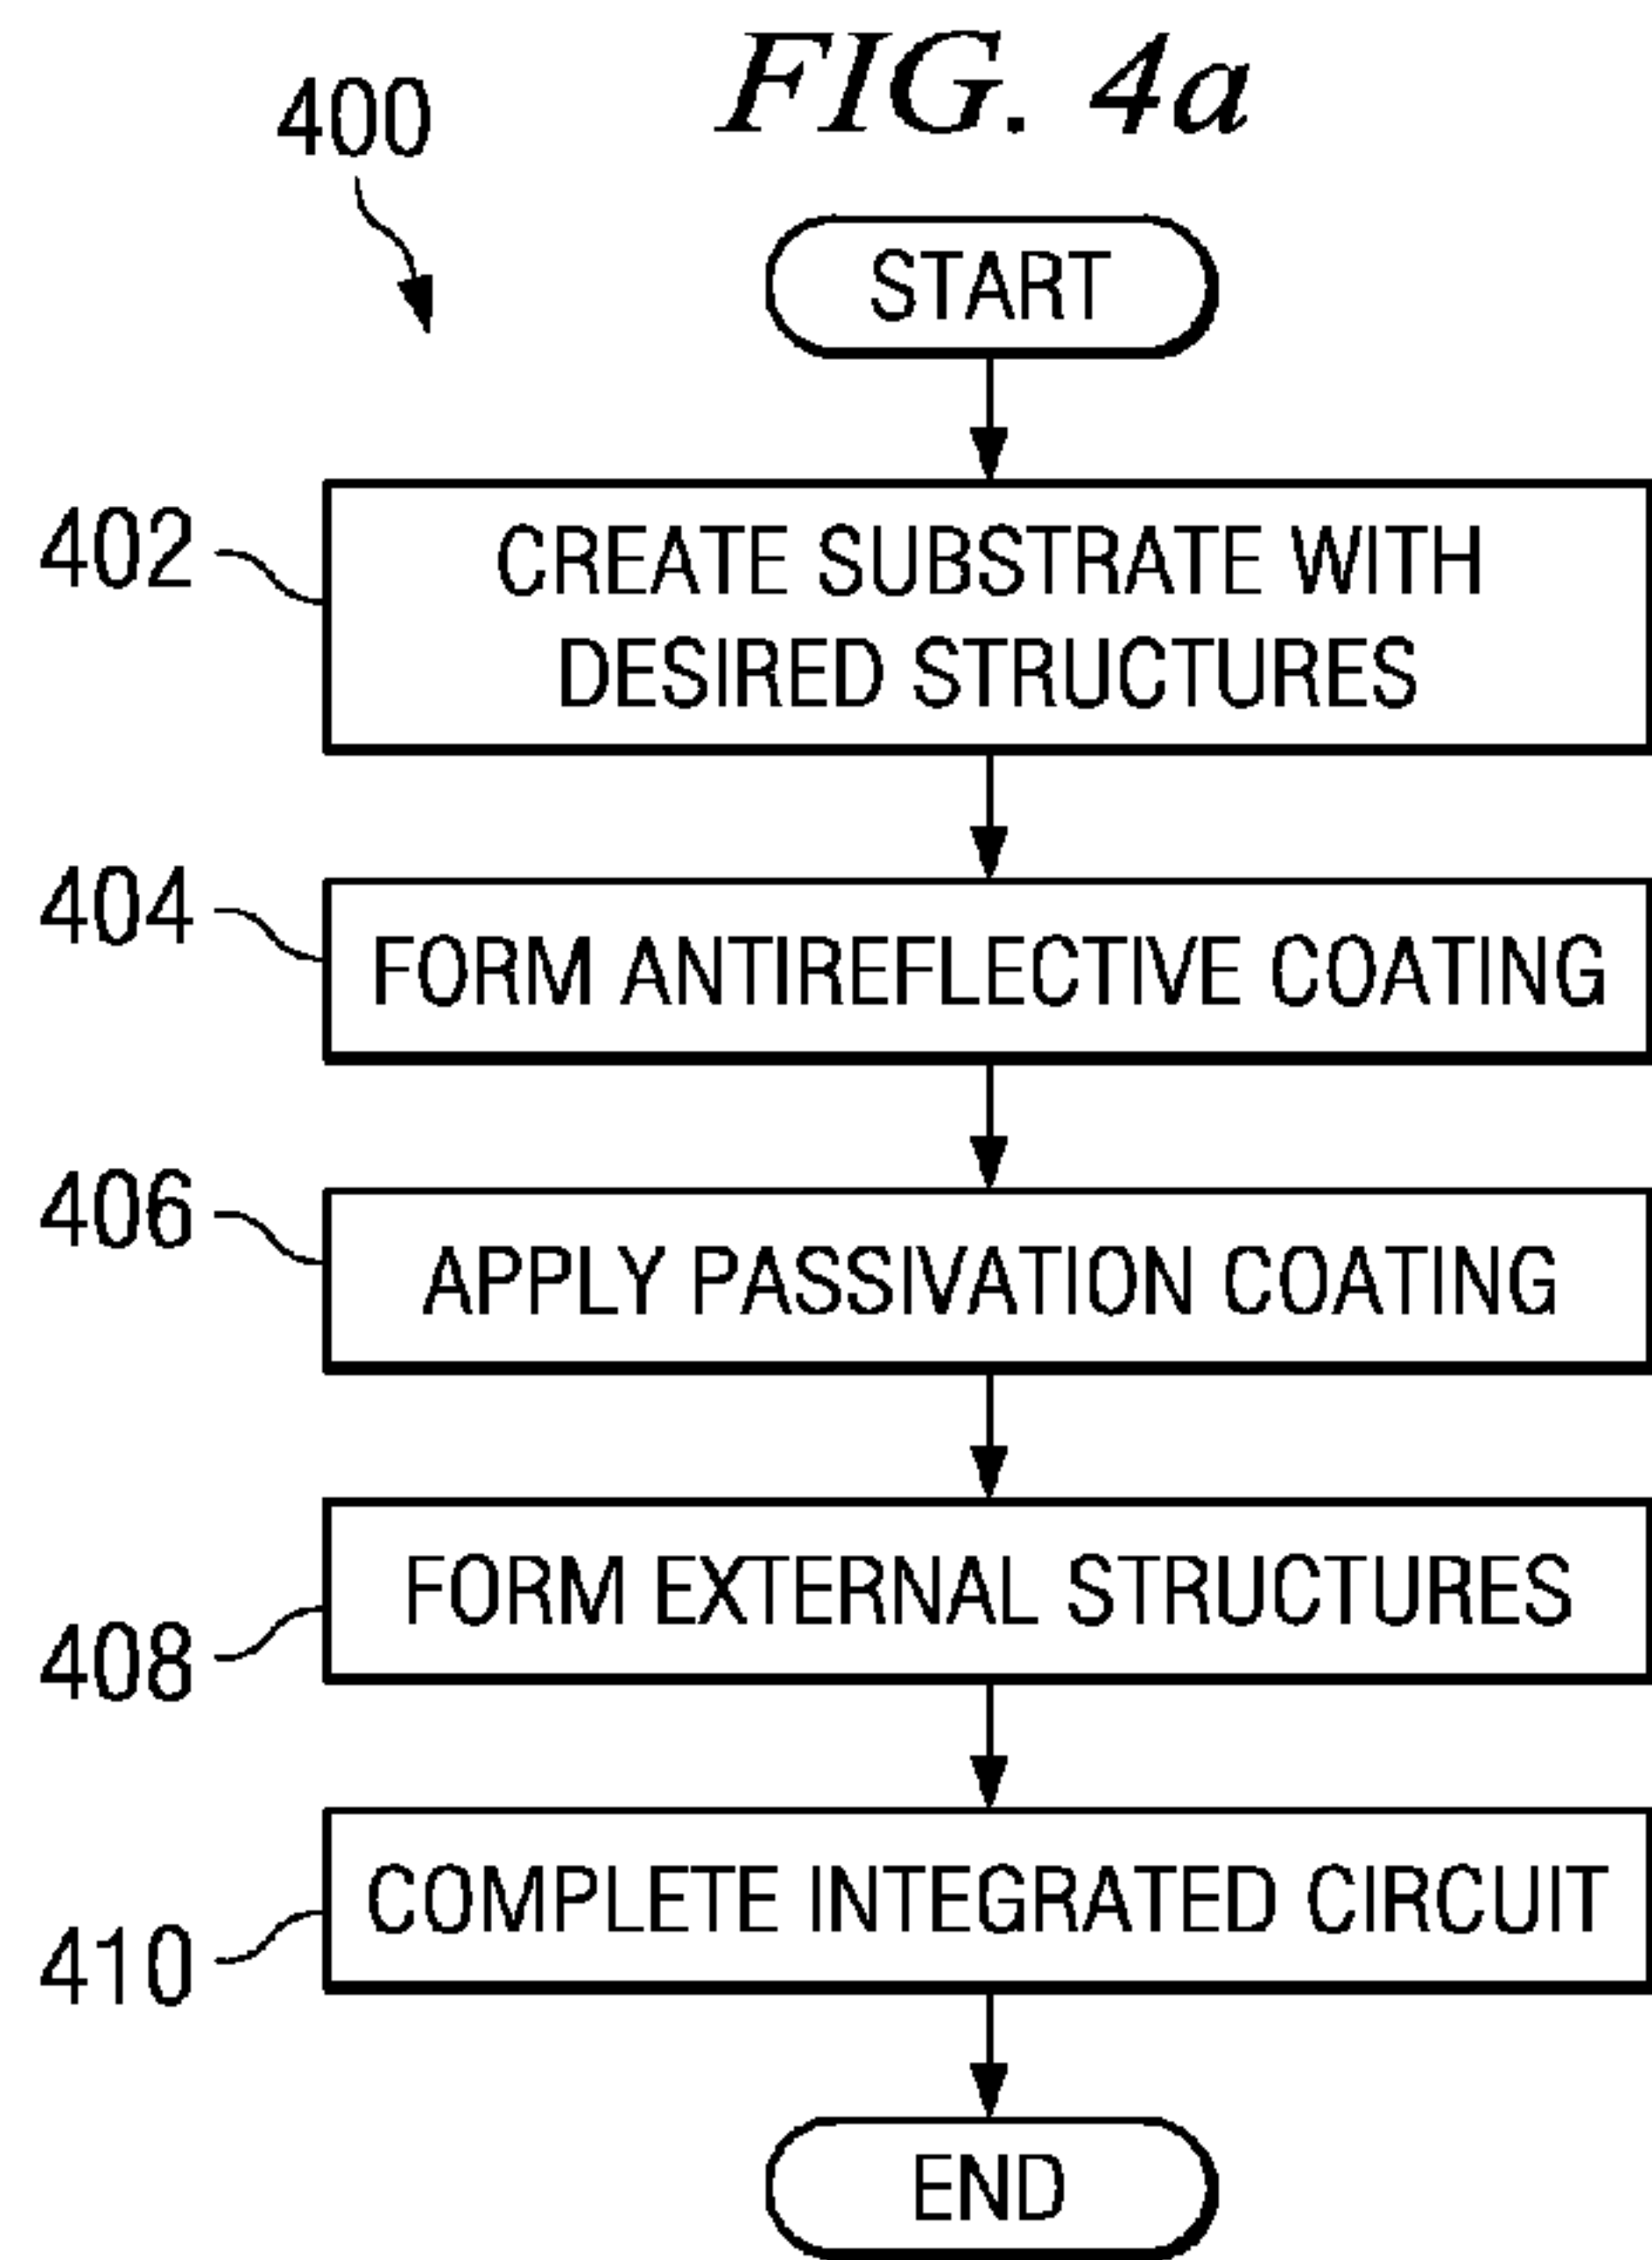 FIG. 4a
400
START
402
CREATE SUBSTRATE WITH
DESIRED STRUCTURES
404
FORM ANTIREFLECTIVE COATING
406
APPLY PASSIVATION COATING
408
FORM EXTERNAL STRUCTURES
410
COMPLETE INTEGRATED CIRCUIT
END